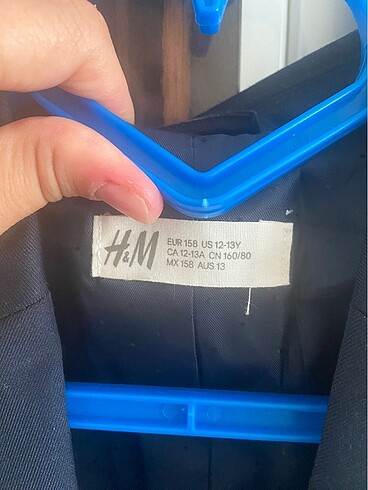 H&M
EUR 158 US 12-13Y
CA 12-13A CN 160/80
MX 158 AUS 13